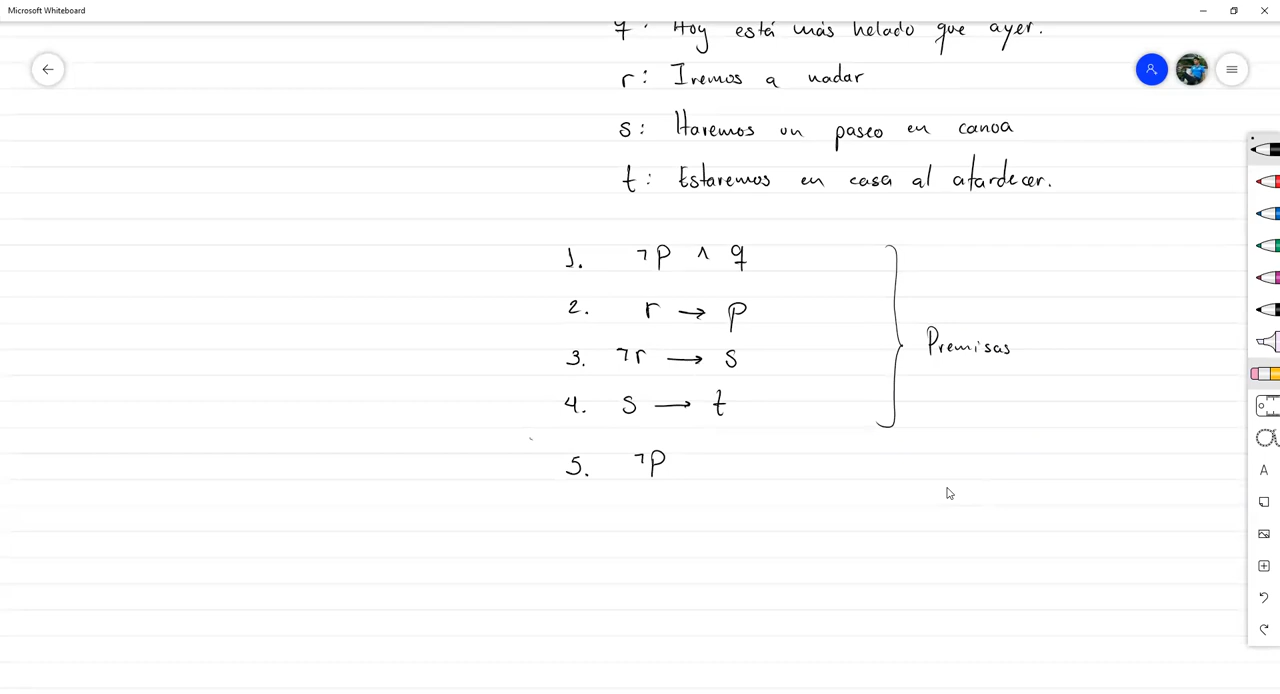 Microsoft Whiteboard
q: Hoy está más helado que ayer.
r: Iremos a nadar
s: Haremos un paseo en canoa
t: Estaremos en casa al atardecer.
1. ¬p ∧ q
2. r → p
3. ¬r → s
Premisas
4. s → t
5. ¬p